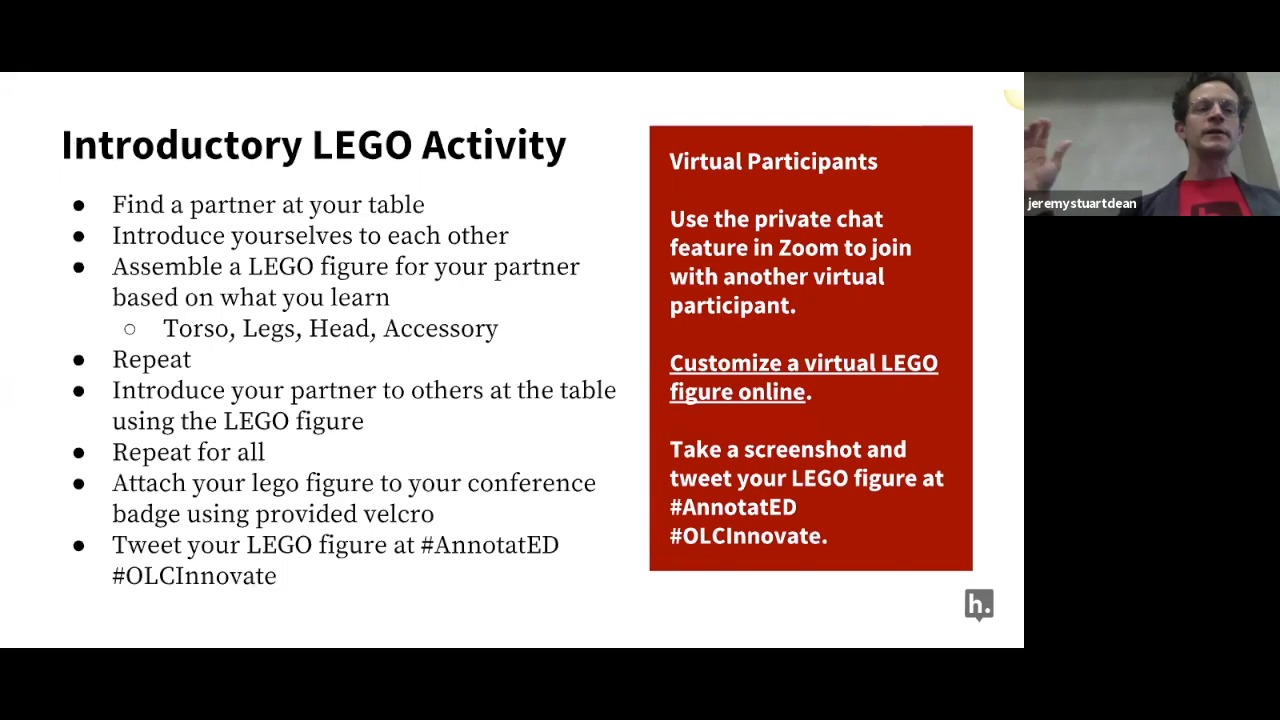 Introductory LEGO Activity
● Find a partner at your table
● Introduce yourselves to each other
● Assemble a LEGO figure for your partner
based on what you learn
○ Torso, Legs, Head, Accessory
● Repeat
● Introduce your partner to others at the table
using the LEGO figure
● Repeat for all
● Attach your lego figure to your conference
badge using provided velcro
● Tweet your LEGO figure at #AnnotatED
#OLCInnovate
Virtual Participants
Use the private chat
feature in Zoom to join
with another virtual
participant.
Customize a virtual LEGO
figure online.
Take a screenshot and
tweet your LEGO figure at
#AnnotatED
#OLCInnovate.
h.
jeremystuartdean